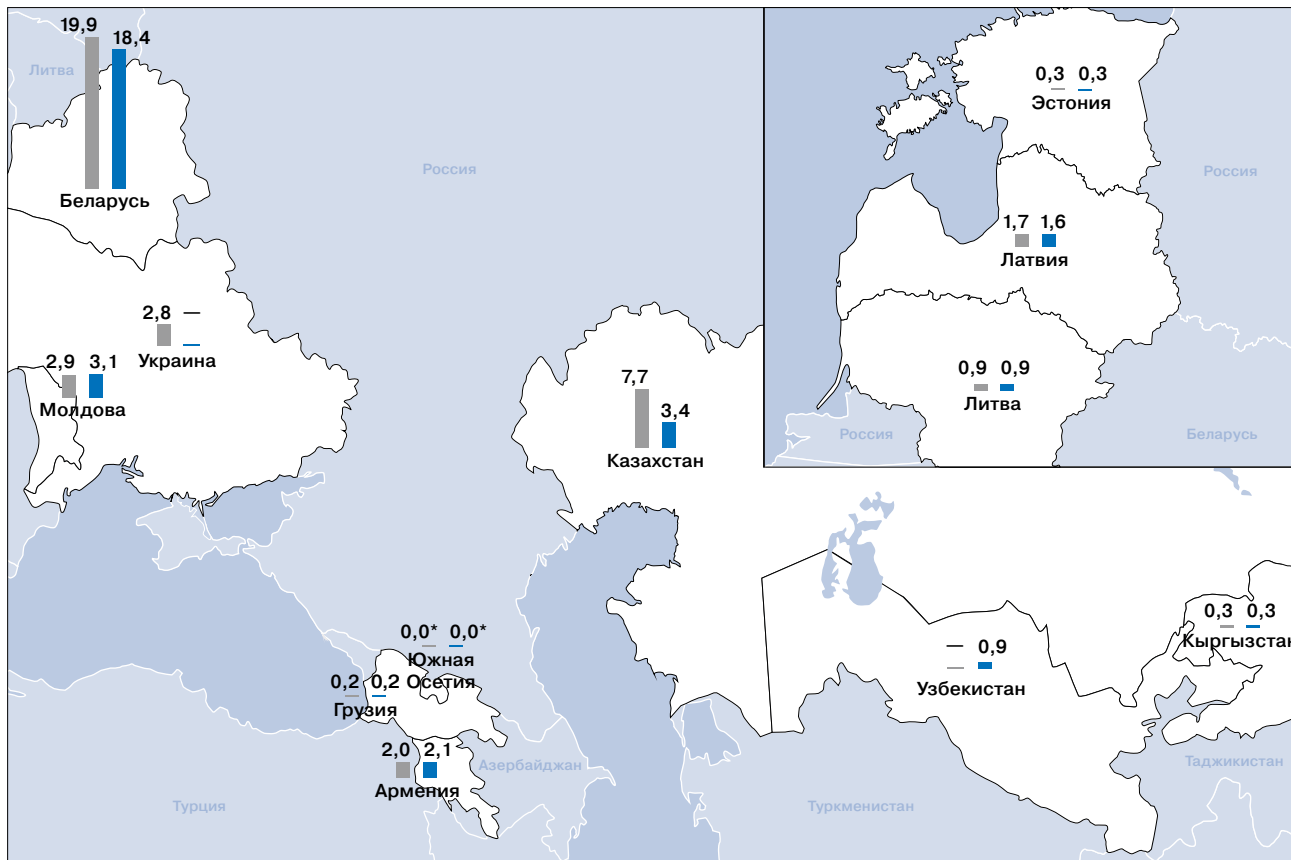 19,9 18,4
Литва
Беларусь
Россия
2,8 —
Украина
2,9 3,1
Молдова
7,7 3,4
Казахстан
0,0* 0,0*
Южная
Осетия
0,2 0,2
Грузия
2,0 2,1
Армения
Азербайджан
Турция
0,3 0,3
Эстония
Россия
1,7 1,6
Латвия
0,9 0,9
Литва
Россия
Беларусь
— 0,9
Узбекистан
0,3 0,3
Кыргызстан
Таджикистан
Туркменистан